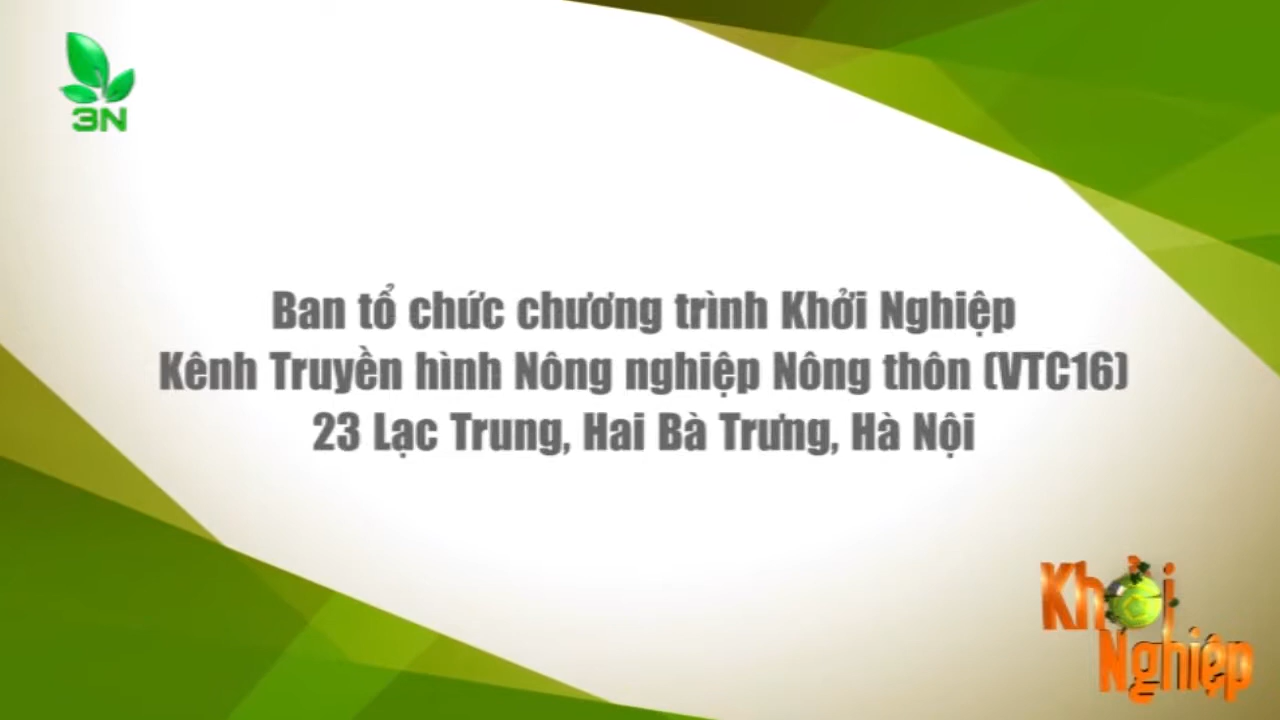 3N
Ban tổ chức chương trình Khởi Nghiệp
Kênh Truyền hình Nông nghiệp Nông thôn (VTC16)
23 Lạc Trung, Hai Bà Trưng, Hà Nội
Khởi
Nghiệp